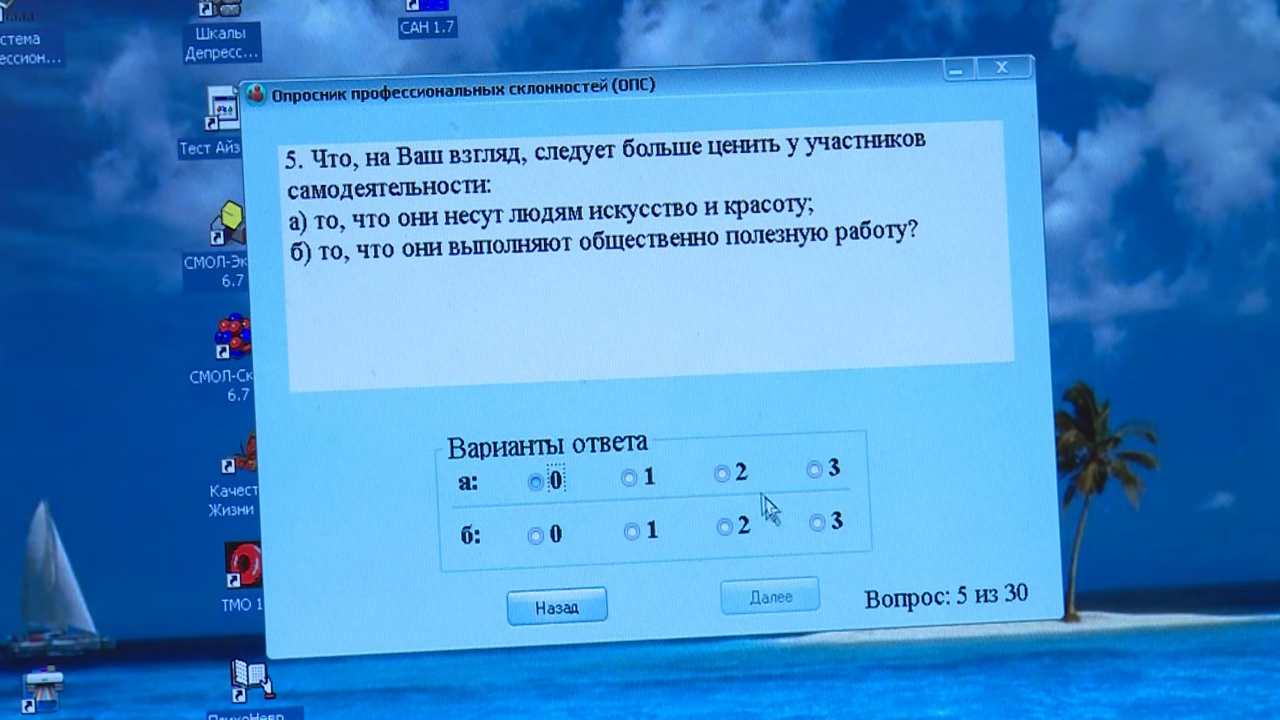 стема
ессион...
Шкалы
Депресс...
САН 1.7
Опросник профессиональных склонностей (ОПС)
Тест Айз
5. Что, на Ваш взгляд, следует больше ценить у участников
самодеятельности:
а) то, что они несут людям искусство и красоту;
б) то, что они выполняют общественно полезную работу?
СМОЛ-Эк
6.7
СМОЛ-Ск
6.7
Варианты ответа
а: 0 1 2 3
б: 0 1 2 3
Качест
Жизни
ТМО 1
Назад
Далее
Вопрос: 5 из 30